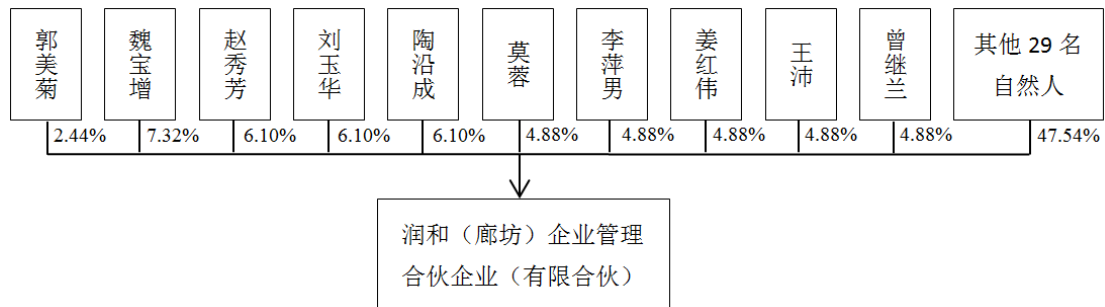 郭美菊
魏宝增
赵秀芳
刘玉华
陶沿成
莫蓉
李萍男
姜红伟
王沛
曾继兰
其他 29 名
自然人
2.44%
7.32%
6.10%
6.10%
6.10%
4.88%
4.88%
4.88%
4.88%
4.88%
47.54%
润和（廊坊）企业管理
合伙企业（有限合伙）